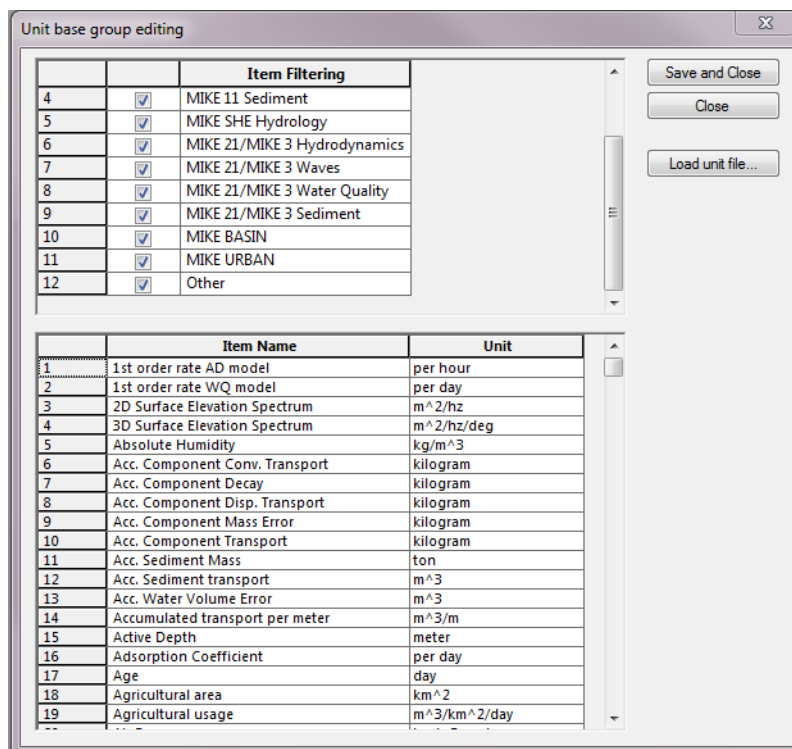 Unit base group editing
Item Filtering
4 MIKE 11 Sediment
5 MIKE SHE Hydrology
6 MIKE 21/MIKE 3 Hydrodynamics
7 MIKE 21/MIKE 3 Waves
8 MIKE 21/MIKE 3 Water Quality
9 MIKE 21/MIKE 3 Sediment
10 MIKE BASIN
11 MIKE URBAN
12 Other
Save and Close
Close
Load unit file...
Item Name Unit
1 1st order rate AD model per hour
2 1st order rate WQ model per day
3 2D Surface Elevation Spectrum m^2/hz
4 3D Surface Elevation Spectrum m^2/hz/deg
5 Absolute Humidity kg/m^3
6 Acc. Component Conv. Transport kilogram
7 Acc. Component Decay kilogram
8 Acc. Component Disp. Transport kilogram
9 Acc. Component Mass Error kilogram
10 Acc. Component Transport kilogram
11 Acc. Sediment Mass ton
12 Acc. Sediment transport m^3
13 Acc. Water Volume Error m^3
14 Accumulated transport per meter m^3/m
15 Active Depth meter
16 Adsorption Coefficient per day
17 Age day
18 Agricultural area km^2
19 Agricultural usage m^3/km^2/day